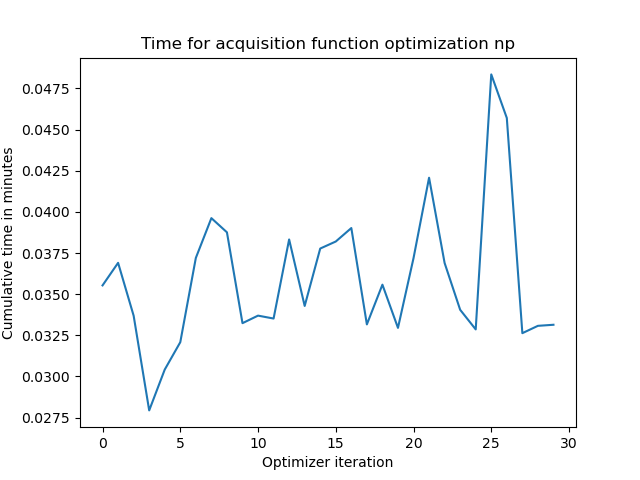 Time for acquisition function optimization np
Cumulative time in minutes
0.0475
0.0450
0.0425
0.0400
0.0375
0.0350
0.0325
0.0300
0.0275
0 5 10 15 20 25 30
Optimizer iteration